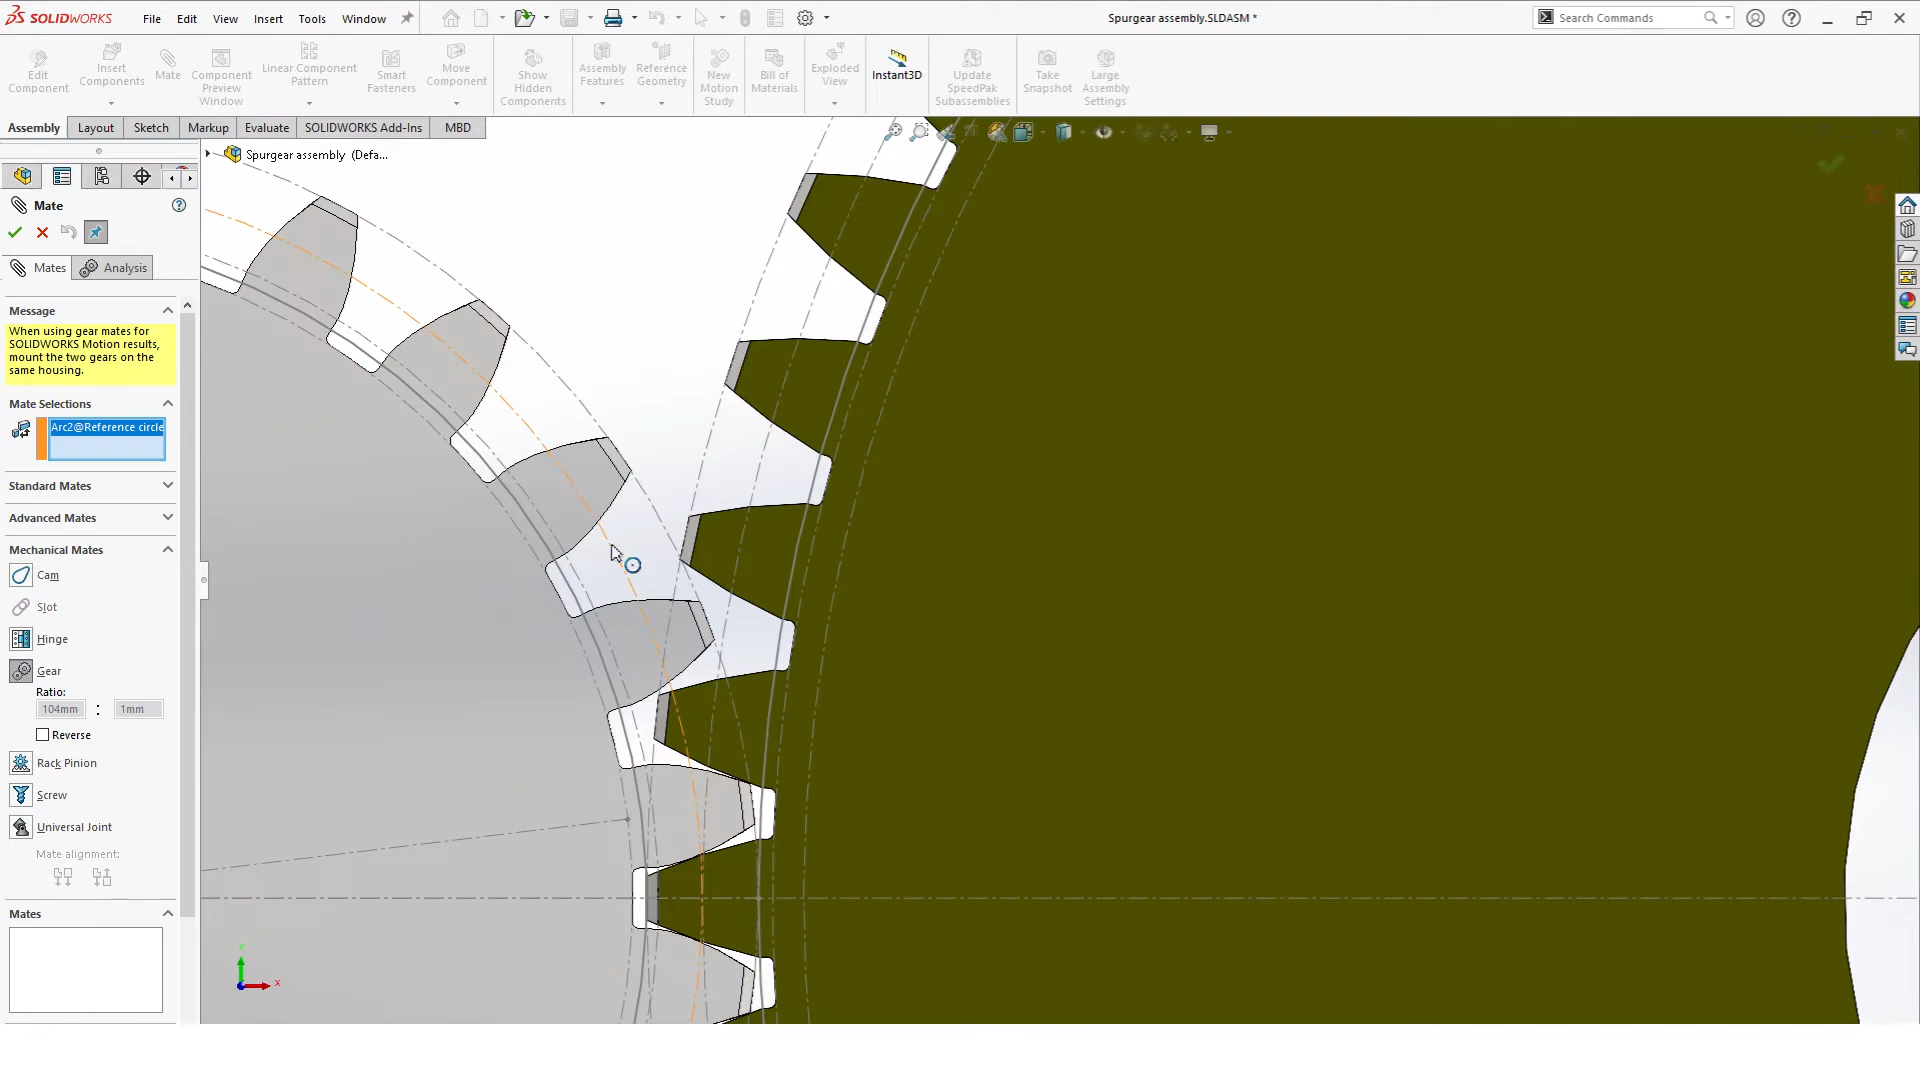 SOLIDWORKS
File
Edit
View
Insert
Tools
Window
Spurgear assembly.SLDASM *
Search Commands
Edit
Component
Insert
Components
Mate
Component
Preview
Window
Linear Component
Pattern
Smart
Fasteners
Move
Component
Show
Hidden
Components
Assembly
Features
Reference
Geometry
New
Motion
Study
Bill of
Materials
Exploded
View
Instant3D
Update
SpeedPak
Subassemblies
Take
Snapshot
Large
Assembly
Settings
Assembly
Layout
Sketch
Markup
Evaluate
SOLIDWORKS Add-Ins
MBD
Spurgear assembly (Defa...
Mate
Mates
Analysis
Message
When using gear mates for
SOLIDWORKS Motion results,
mount the two gears on the
same housing.
Mate Selections
Arc2@Reference circle
Standard Mates
Advanced Mates
Mechanical Mates
Cam
Slot
Hinge
Gear
Ratio:
104mm : 1mm
Reverse
Rack Pinion
Screw
Universal Joint
Mate alignment:
Mates
Y
X